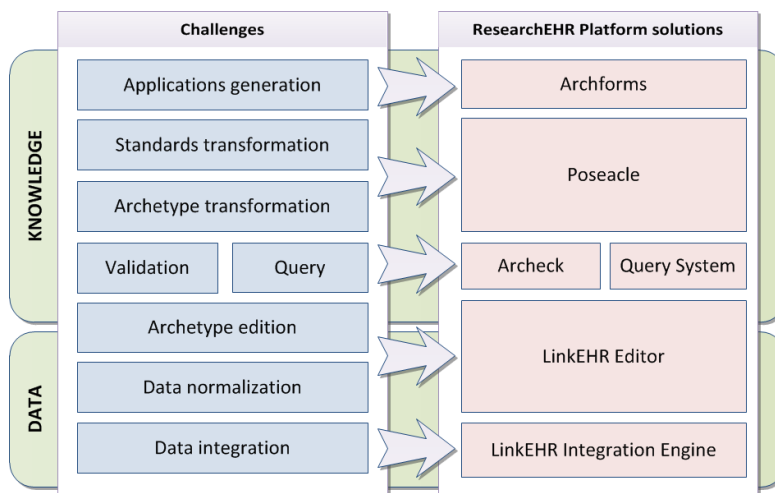 Challenges
ResearchEHR Platform solutions
KNOWLEDGE
Applications generation
Archforms
Standards transformation
Poseacle
Archetype transformation
Validation
Query
Archeck
Query System
Archetype edition
LinkEHR Editor
DATA
Data normalization
Data integration
LinkEHR Integration Engine